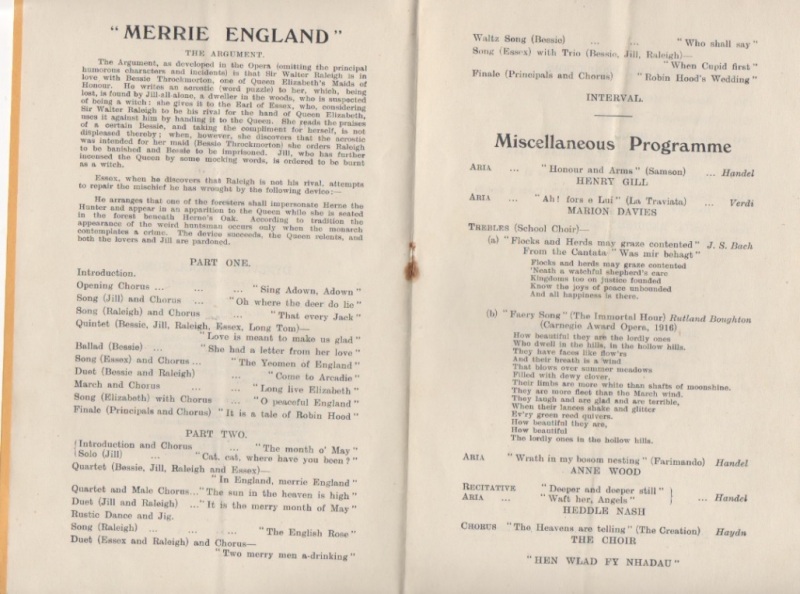 "MERRIE ENGLAND"
THE ARGUMENT.
The Argument, as developed in the Opera (omitting the principal
humorous characters and incidents) is that Sir Walter Raleigh is in
love with Bessie Throckmorton, one of Queen Elizabeth's Maids of
Honour. He writes an acrostic (word puzzle) to her, which, being
lost, is found by Jill-all-alone, a dweller in the woods, who is suspected
of being a witch: she gives it to the Earl of Essex, who, considering
Sir Walter Raleigh to be his rival for the hand of Queen Elizabeth,
uses it against him by handing it to the Queen. She reads the praises
of a certain Bessie, and taking the compliment for herself, is not
displeased thereby; when, however, she discovers that the acrostic
was intended for her maid (Bessie Throckmorton) she orders Raleigh
to be banished and Bessie to be imprisoned. Jill, who has further
incensed the Queen by some mocking words, is ordered to be burnt
as a witch.
Essex, when he discovers that Raleigh is not his rival, attempts
to repair the mischief he has wrought by the following device:—
He arranges that one of the foresters shall impersonate Herne the
Hunter and appear in an apparition to the Queen while she is seated
in the forest beneath Herne's Oak. According to tradition the
appearance of the weird huntsman occurs only when the monarch
contemplates a crime. The device succeeds, the Queen relents, and
both the lovers and Jill are pardoned.
PART ONE.
Introduction.
Opening Chorus ... ... ... "Sing Adown, Adown"
Song (Jill) and Chorus ... "Oh where the deer do lie"
Song (Raleigh) and Chorus ... "That every Jack"
Quintet (Bessie, Jill, Raleigh, Essex, Long Tom)—
"Love is meant to make us glad"
Ballad (Bessie) ... "She had a letter from her love"
Song (Essex) and Chorus ... "The Yeomen of England"
Duet (Bessie and Raleigh) ... "Come to Arcadie"
March and Chorus ... ... "Long live Elizabeth"
Song (Elizabeth) with Chorus ... "O peaceful England"
Finale (Principals and Chorus) "It is a tale of Robin Hood"
PART TWO.
Introduction and Chorus ... "The month o' May"
Solo (Jill) ... "Cat, cat, where have you been?"
Quartet (Bessie, Jill, Raleigh and Essex)—
"In England, merrie England"
Quartet and Male Chorus..."The sun in the heaven is high"
Duet (Jill and Raleigh) ..."It is the merry month of May"
Rustic Dance and Jig.
Song (Raleigh) ... ... ... "The English Rose"
Duet (Essex and Raleigh) and Chorus—
"Two merry men a-drinking"
Waltz Song (Bessie) ... ... "Who shall say"
Song (Essex) with Trio (Bessie, Jill, Raleigh)—
"When Cupid first"
Finale (Principals and Chorus) "Robin Hood's Wedding"
INTERVAL.
Miscellaneous Programme
ARIA ... "Honour and Arms" (Samson) ... Handel
HENRY GILL
ARIA ... "Ah! fors e Lui" (La Traviata) ... Verdi
MARION DAVIES
TREBLES (School Choir)—
(a) "Flocks and Herds may graze contented" J. S. Bach
From the Cantata "Was mir behagt"
Flocks and herds may graze contented
'Neath a watchful shepherd's care
Kingdoms too on justice founded
Know the joys of peace unbounded
And all happiness is there.
(b) "Faery Song" (The Immortal Hour) Rutland Boughton
(Carnegie Award Opera, 1916)
How beautiful they are the lordly ones
Who dwell in the hills, in the hollow hills.
They have faces like flow'rs
And their breath is a wind
That blows over summer meadows
Filled with dewy clover.
Their limbs are more white than shafts of moonshine.
They are more fleet than the March wind.
They laugh and are glad and are terrible,
When their lances shake and glitter
Ev'ry green reed quivers.
How beautiful they are,
How beautiful
The lordly ones in the hollow hills.
ARIA "Wrath in my bosom nesting" (Farimando) Handel
ANNE WOOD
RECITATIVE "Deeper and deeper still"
ARIA ... "Waft her, Angels" ... Handel
HEDDLE NASH
CHORUS "The Heavens are telling" (The Creation) Haydn
THE CHOIR
"HEN WLAD FY NHADAU"